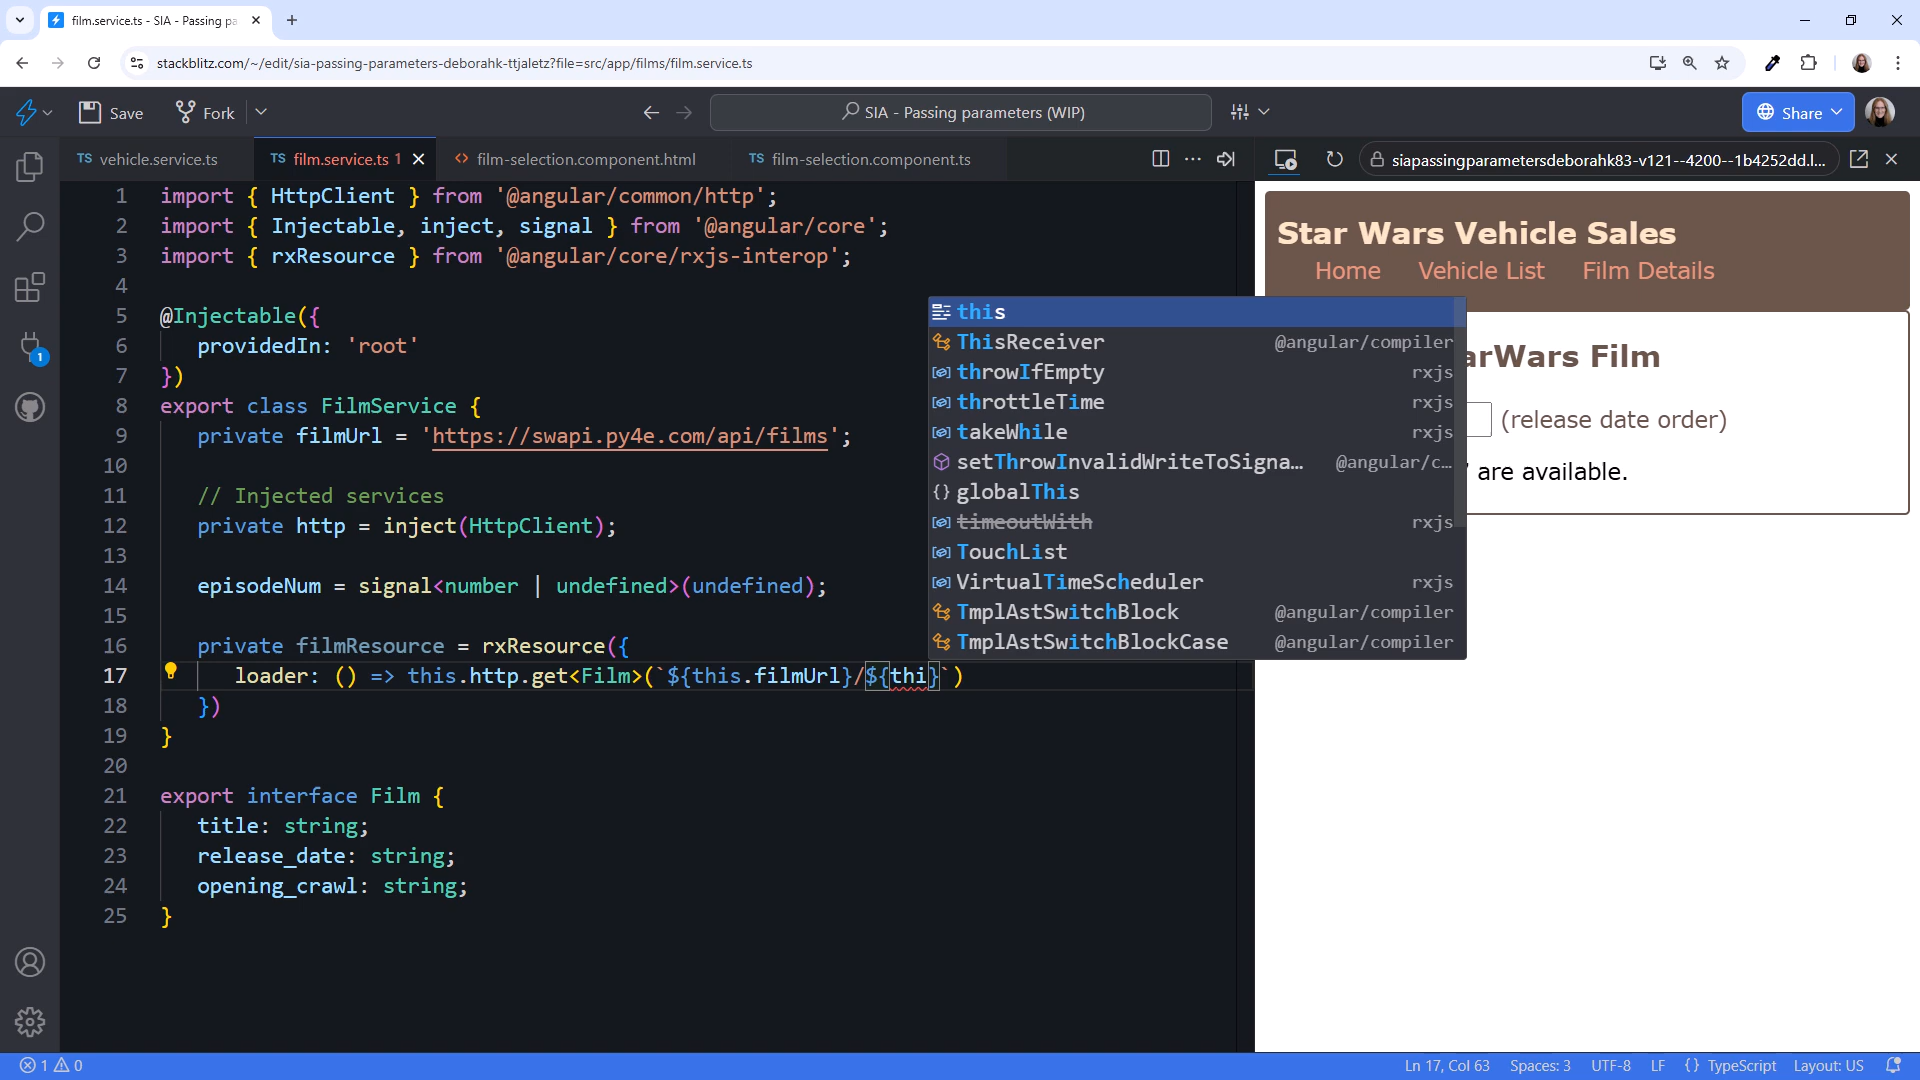 film.service.ts - SIA - Passing pa
stackblitz.com/~/edit/sia-passing-parameters-deborahk-ttjaletz?file=src/app/films/film.service.ts
Save
Fork
SIA - Passing parameters (WIP)
Share
TS vehicle.service.ts
TS film.service.ts 1
<> film-selection.component.html
TS film-selection.component.ts
siapassingparametersdeborahk83-v121--4200--1b4252dd.l...
1 import { HttpClient } from '@angular/common/http';
2 import { Injectable, inject, signal } from '@angular/core';
3 import { rxResource } from '@angular/core/rxjs-interop';
4
5 @Injectable({
6 providedIn: 'root'
7 })
8 export class FilmService {
9 private filmUrl = 'https://swapi.py4e.com/api/films';
10
11 // Injected services
12 private http = inject(HttpClient);
13
14 episodeNum = signal<number | undefined>(undefined);
15
16 private filmResource = rxResource({
17 loader: () => this.http.get<Film>(`${this.filmUrl}/${thi}`)
18 })
19 }
20
21 export interface Film {
22 title: string;
23 release_date: string;
24 opening_crawl: string;
25 }
this
ThisReceiver @angular/compiler
throwIfEmpty rxjs
throttleTime rxjs
takeWhile rxjs
setThrowInvalidWriteToSigna... @angular/c...
globalThis
timeoutWith rxjs
TouchList
VirtualTimeScheduler rxjs
TmplAstSwitchBlock @angular/compiler
TmplAstSwitchBlockCase @angular/compiler
Star Wars Vehicle Sales
Home Vehicle List Film Details
arWars Film
(release date order)
are available.
1
1 0
Ln 17, Col 63
Spaces: 3
UTF-8
LF
{} TypeScript
Layout: US